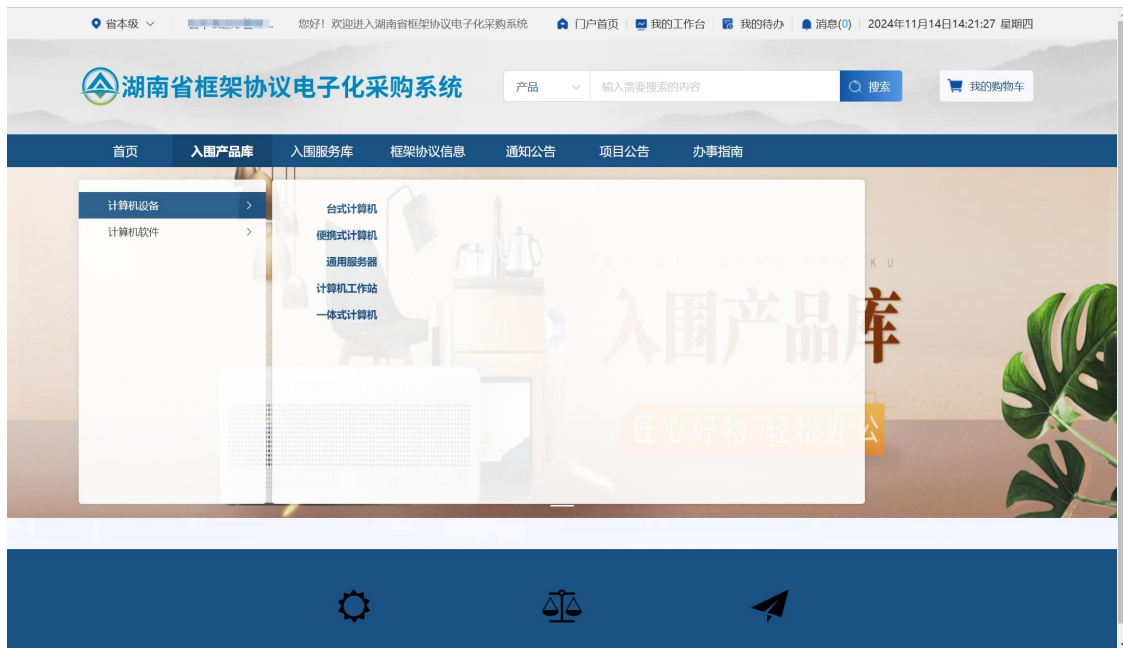 省本级 您好！欢迎进入湖南省框架协议电子化采购系统 门户首页 我的工作台 我的待办 消息(0) 2024年11月14日14:21:27 星期四
湖南省框架协议电子化采购系统 产品 输入需要搜索的内容 搜索 我的购物车
首页 入围产品库 入围服务库 框架协议信息 通知公告 项目公告 办事指南
计算机设备
计算机软件
台式计算机
便携式计算机
通用服务器
计算机工作站
一体式计算机
K U
入围产品库
匠心好物 轻松办公